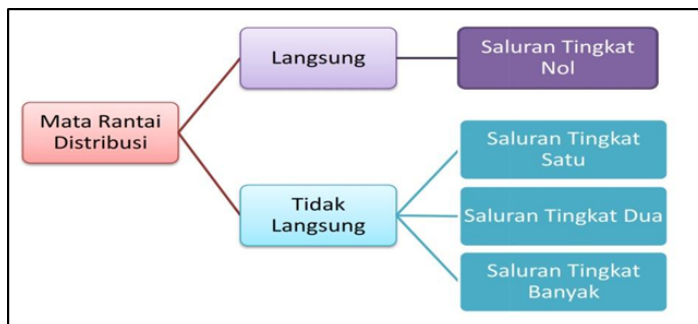 Mata Rantai
Distribusi
Langsung
Saluran Tingkat
Nol
Tidak
Langsung
Saluran Tingkat
Satu
Saluran Tingkat Dua
Saluran Tingkat
Banyak